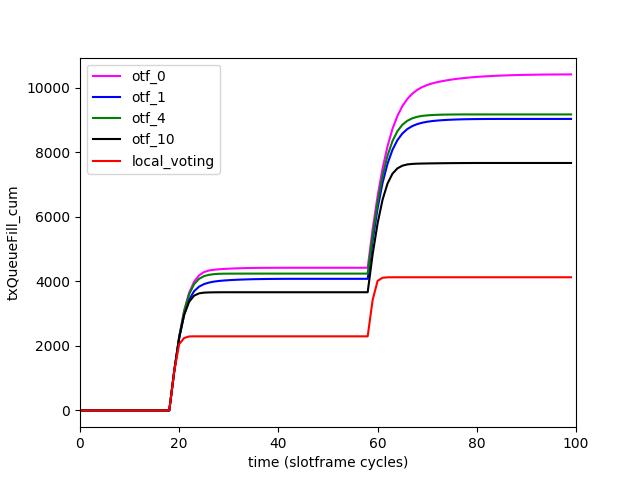 otf_0
otf_1
otf_4
otf_10
local_voting
txQueueFill_cum
10000
8000
6000
4000
2000
0
0 20 40 60 80 100
time (slotframe cycles)